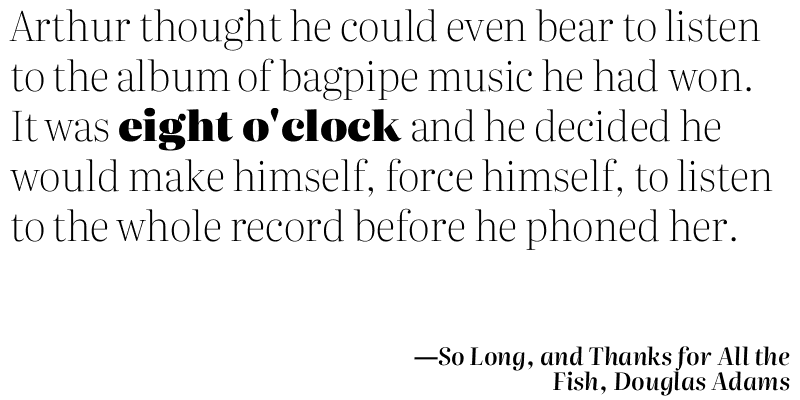 Arthur thought he could even bear to listen
to the album of bagpipe music he had won.
It was eight o'clock and he decided he
would make himself, force himself, to listen
to the whole record before he phoned her.
—So Long, and Thanks for All the
Fish, Douglas Adams